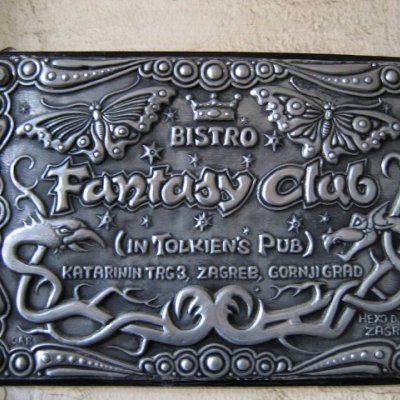 BISTRO
Fantasy Club
(IN TOLKIEN'S PUB)
KATARININ TRG 3, ZAGREB, GORNJI GRAD